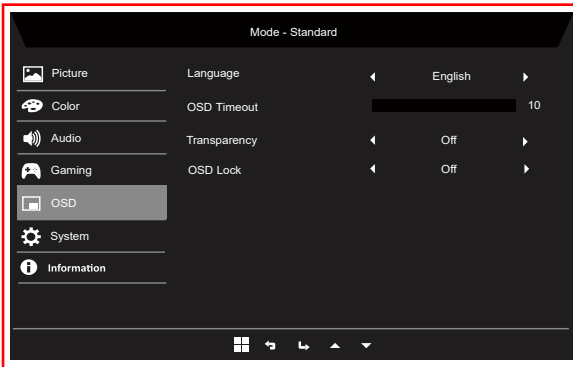 Mode - Standard
Picture
Language English
Color
OSD Timeout 10
Audio
Transparency Off
Gaming
OSD Lock Off
OSD
System
Information